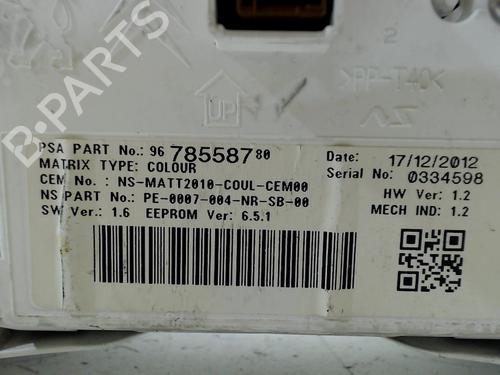 2
>PP-T40<
UP
PSA PART No.: 96 785587 80
MATRIX TYPE: COLOUR
CEM No.: NS-MATT2010-COUL-CEM00
NS PART No.: PE-0007-004-NR-SB-00
SW Ver.: 1.6 EEPROM Ver: 6.5.1
Date: 17/12/2012
Serial No: 0334598
HW Ver: 1.2
MECH IND: 1.2
B-PARTS